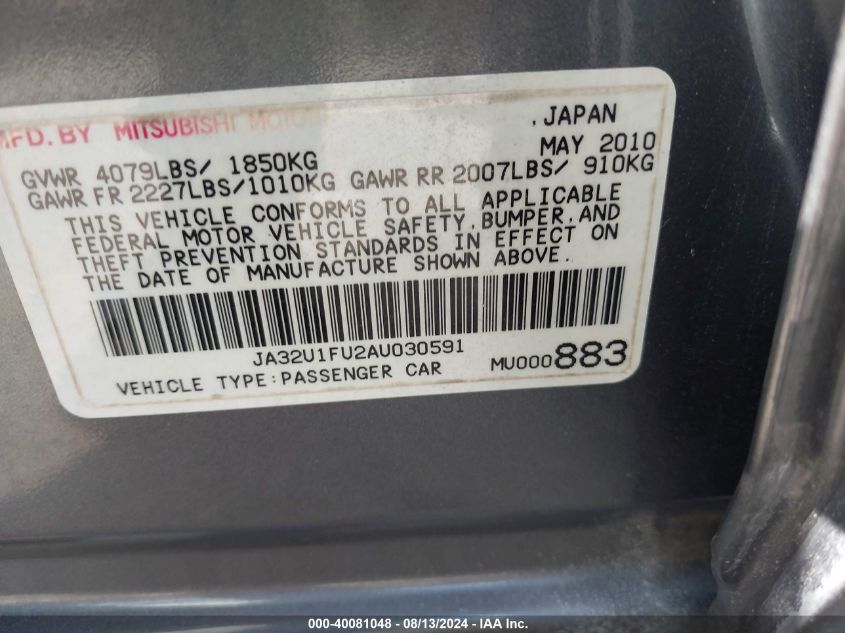 MFD. BY MITSUBISHI MOTOR , JAPAN
MAY 2010
GVWR 4079LBS/ 1850KG
GAWR FR 2227LBS/1010KG GAWR RR 2007LBS/ 910KG
THIS VEHICLE CONFORMS TO ALL APPLICABLE
FEDERAL MOTOR VEHICLE SAFETY, BUMPER, AND
THEFT PREVENTION STANDARDS IN EFFECT ON
THE DATE OF MANUFACTURE SHOWN ABOVE.
JA32U1FU2AU030591
VEHICLE TYPE:PASSENGER CAR MU000883
000-40081048 - 08/13/2024 - IAA Inc.